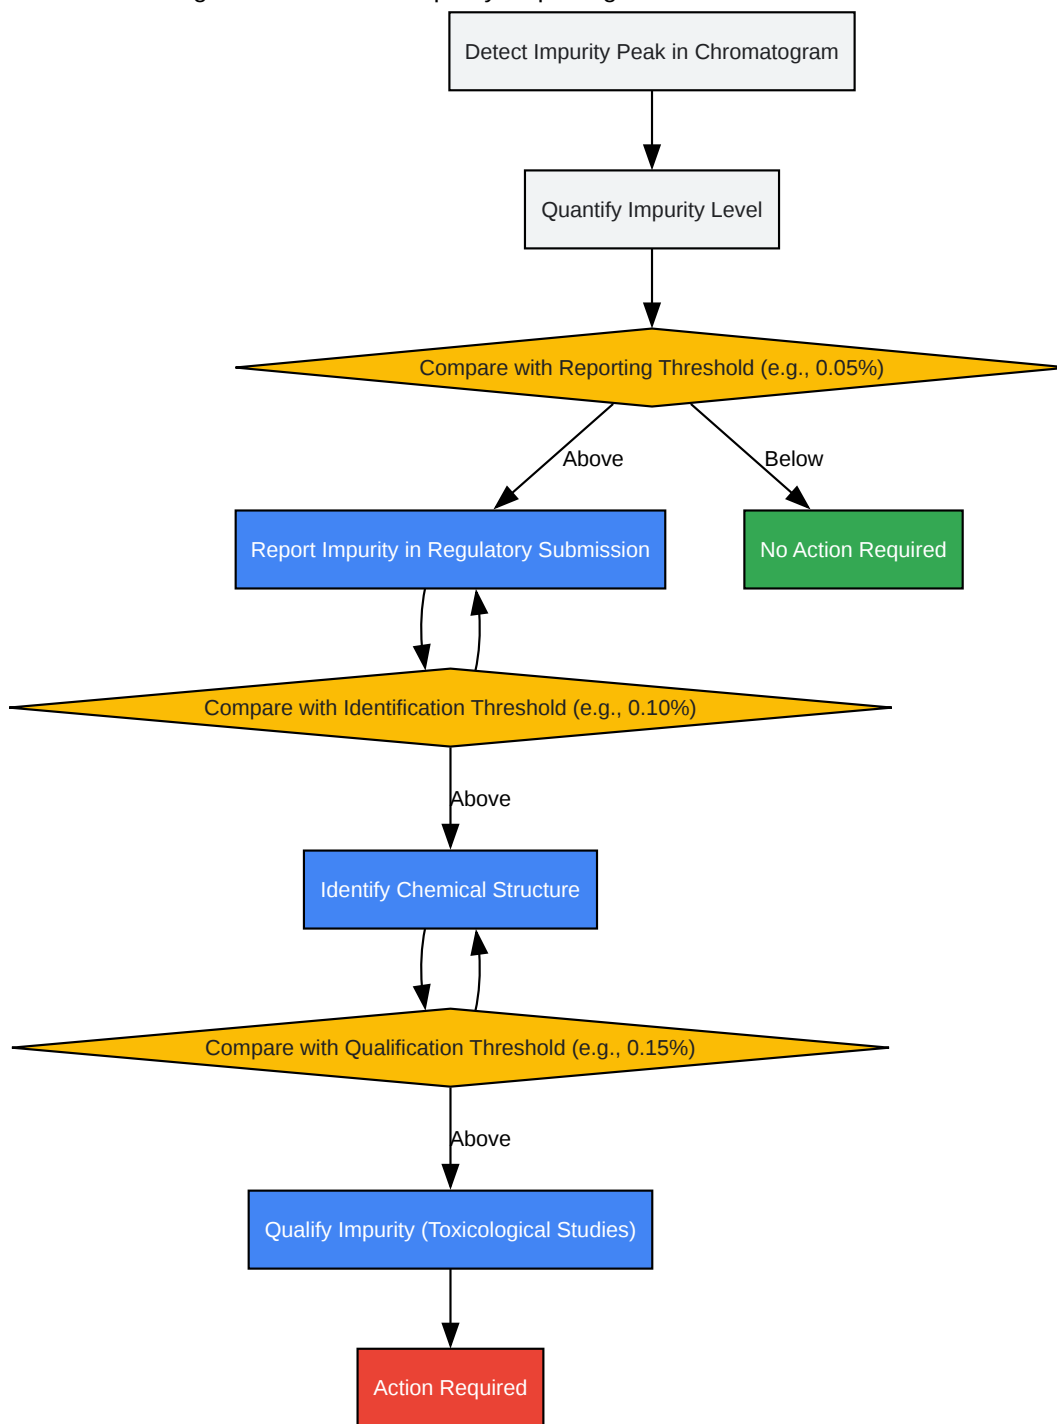 Detect Impurity Peak in Chromatogram
Quantify Impurity Level
Compare with Reporting Threshold (e.g., 0.05%)
Above
Below
Report Impurity in Regulatory Submission
No Action Required
Compare with Identification Threshold (e.g., 0.10%)
Above
Identify Chemical Structure
Compare with Qualification Threshold (e.g., 0.15%)
Above
Qualify Impurity (Toxicological Studies)
Action Required